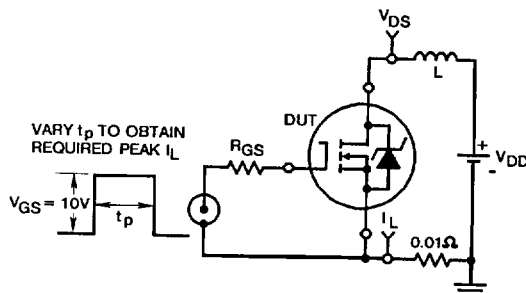 V_DS
L
DUT
VARY t_p TO OBTAIN
REQUIRED PEAK I_L
R_GS
+
V_DD
-
V_GS = 10V
t_p
I_L
0.01Ω